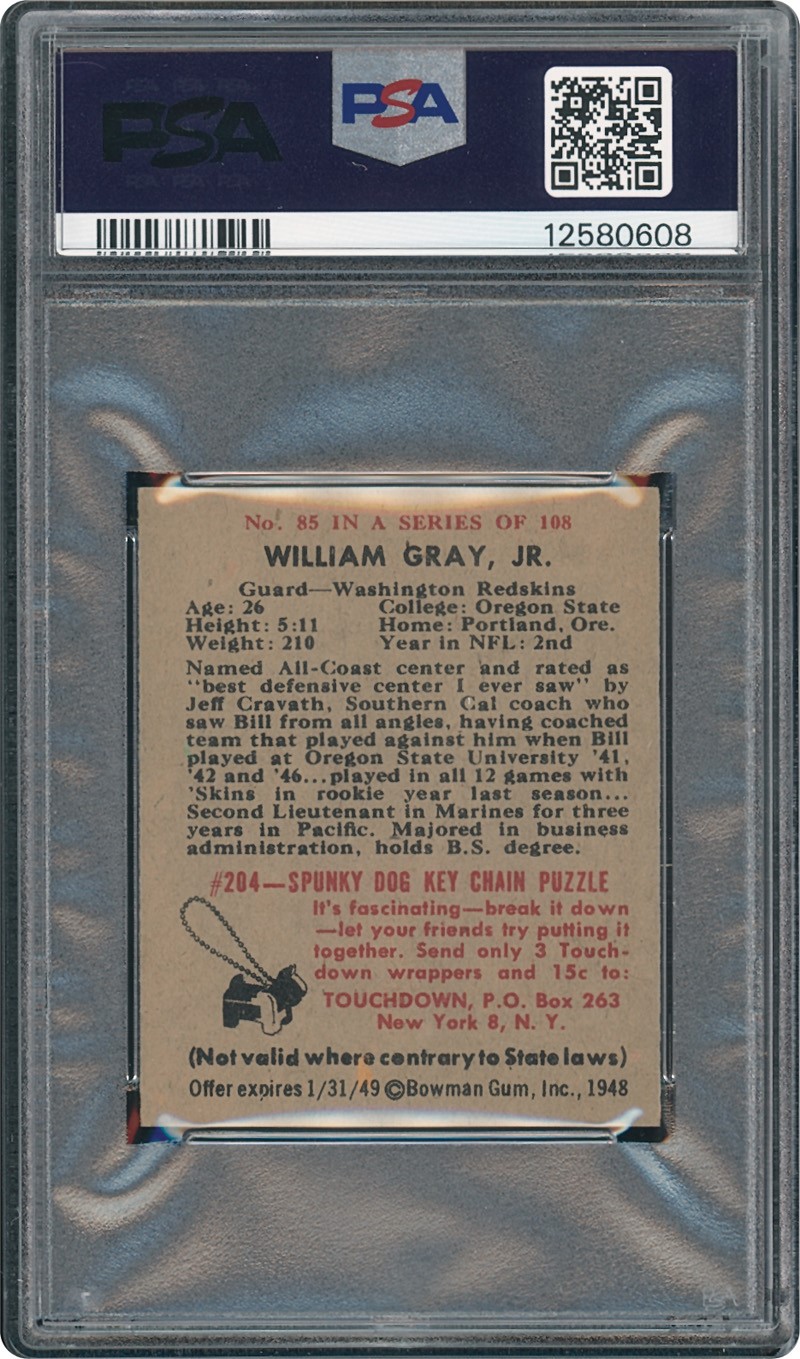 PSA
PSA
12580608
No. 85 IN A SERIES OF 108
WILLIAM GRAY, JR.
Guard—Washington Redskins
Age: 26 College: Oregon State
Height: 5:11 Home: Portland, Ore.
Weight: 210 Year in NFL: 2nd
Named All-Coast center and rated as
"best defensive center I ever saw" by
Jeff Cravath, Southern Cal coach who
saw Bill from all angles, having coached
team that played against him when Bill
played at Oregon State University '41,
'42 and '46...played in all 12 games with
'Skins in rookie year last season...
Second Lieutenant in Marines for three
years in Pacific. Majored in business
administration, holds B.S. degree.
#204—SPUNKY DOG KEY CHAIN PUZZLE
It's fascinating—break it down
—let your friends try putting it
together. Send only 3 Touch-
down wrappers and 15c to:
TOUCHDOWN, P.O. Box 263
New York 8, N. Y.
(Not valid where contrary to State laws)
Offer expires 1/31/49 ©Bowman Gum, Inc., 1948